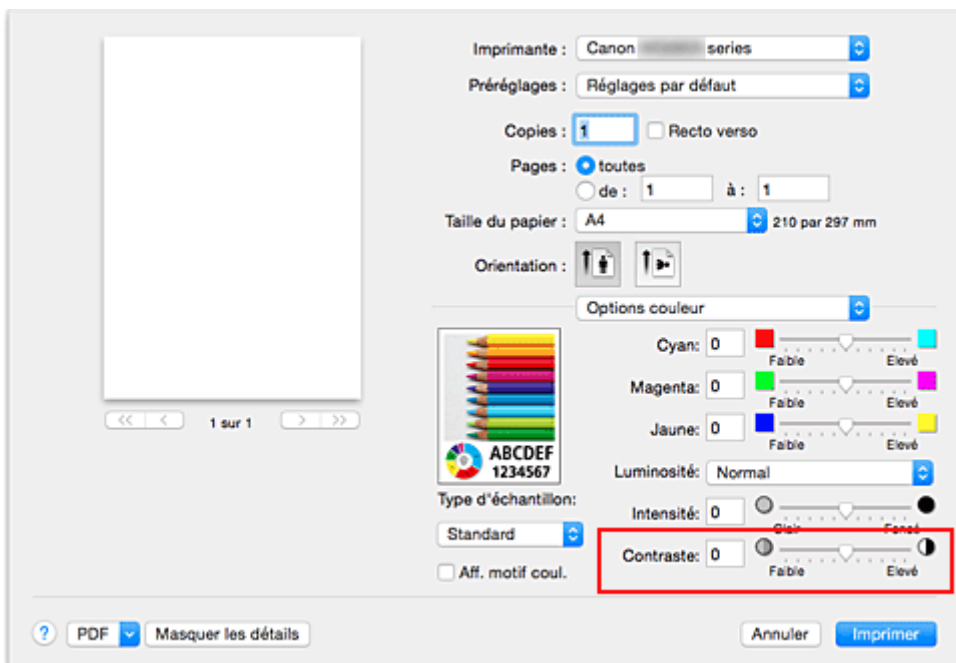 Imprimante : Canon series
Préréglages : Réglages par défaut
Copies : 1 Recto verso
Pages : toutes
de : 1 à : 1
Taille du papier : A4 210 par 297 mm
Orientation :
Options couleur
Cyan: 0
Faible Elevé
Magenta: 0
Faible Elevé
Jaune: 0
Faible Elevé
ABCDEF
1234567
Luminosité: Normal
Type d'échantillon:
Intensité: 0
Clair Foncé
Standard
Contraste: 0
Faible Elevé
Aff. motif coul.
<< < 1 sur 1 > >>
? PDF Masquer les détails Annuler Imprimer